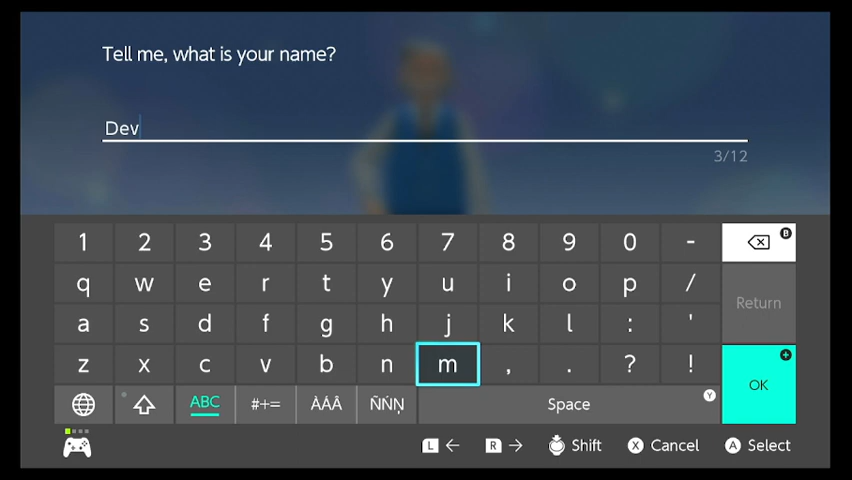 Tell me, what is your name?
Dev
3/12
1 2 3 4 5 6 7 8 9 0 - B
q w e r t y u i o p / Return
a s d f g h j k l : '
z x c v b n m , . ? ! + OK
ABC #+= ÀÁÂ ÑŃŅ Space Y
L ← R → Shift X Cancel A Select